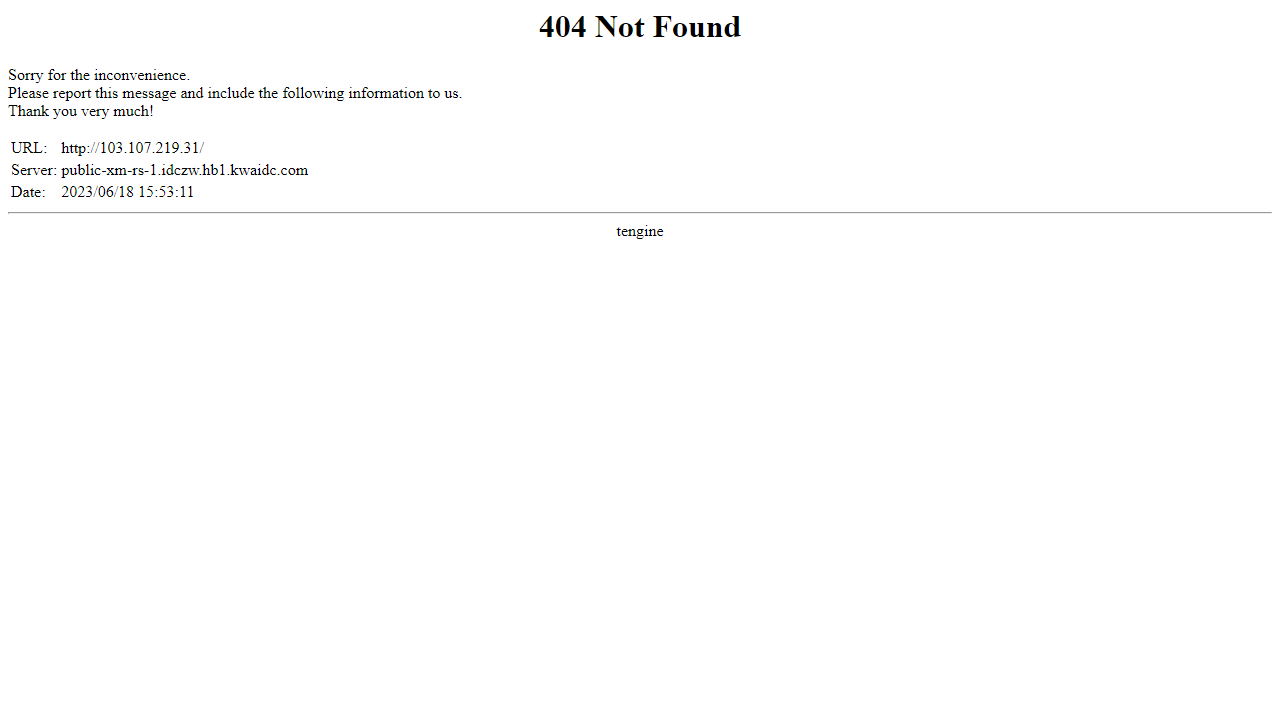 404 Not Found
Sorry for the inconvenience.
Please report this message and include the following information to us.
Thank you very much!
URL: http://103.107.219.31/
Server: public-xm-rs-1.idczw.hb1.kwaidc.com
Date: 2023/06/18 15:53:11
tengine